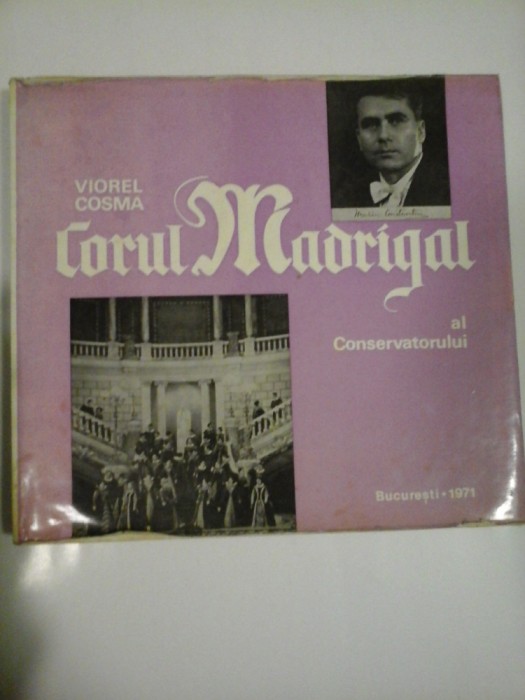 VIOREL
COSMA
Corul Madrigal
al
Conservatorului
București • 1971